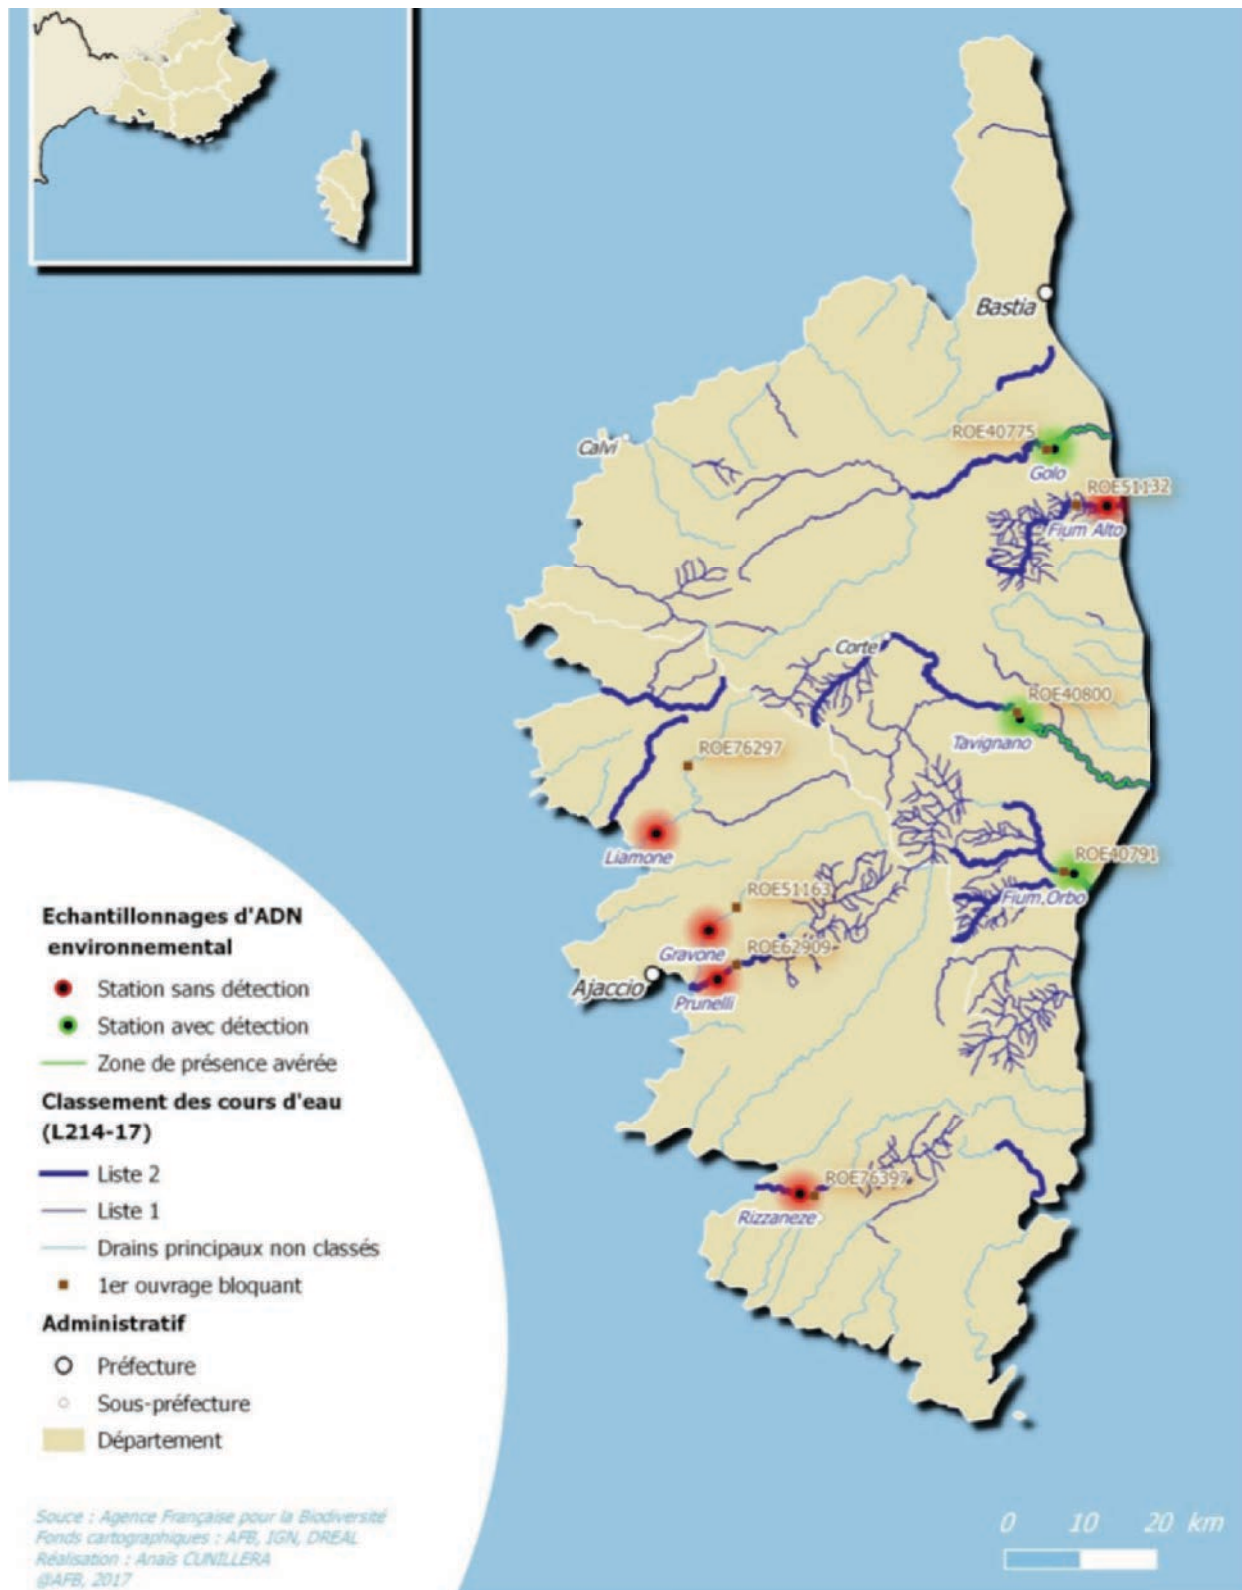 Bastia
ROE40775
Calvi
Golo
ROE51132
Fium Alto
Corte
ROE40800
Tavignano
ROE76297
Liamone
ROE40791
ROE51163
Fium.Orbo
Gravone
ROE62909
Ajaccio
Prunelli
ROE76397
Rizzaneze
Echantillonnages d'ADN
environnemental
Station sans détection
Station avec détection
Zone de présence avérée
Classement des cours d'eau
(L214-17)
Liste 2
Liste 1
Drains principaux non classés
1er ouvrage bloquant
Administratif
Préfecture
Sous-préfecture
Département
Souce : Agence Française pour la Biodiversité
Fonds cartographiques : AFB, IGN, DREAL
Réalisation : Anaïs CUNILLERA
@AFB, 2017
0 10 20 km